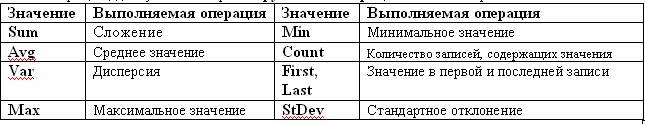 Значение Выполняемая операция Значение Выполняемая операция
Sum Сложение Min Минимальное значение
Avg Среднее значение Count Количество записей, содержащих значения
Var Дисперсия First, Значение в первой и последней записи
Last
Max Максимальное значение StDev Стандартное отклонение